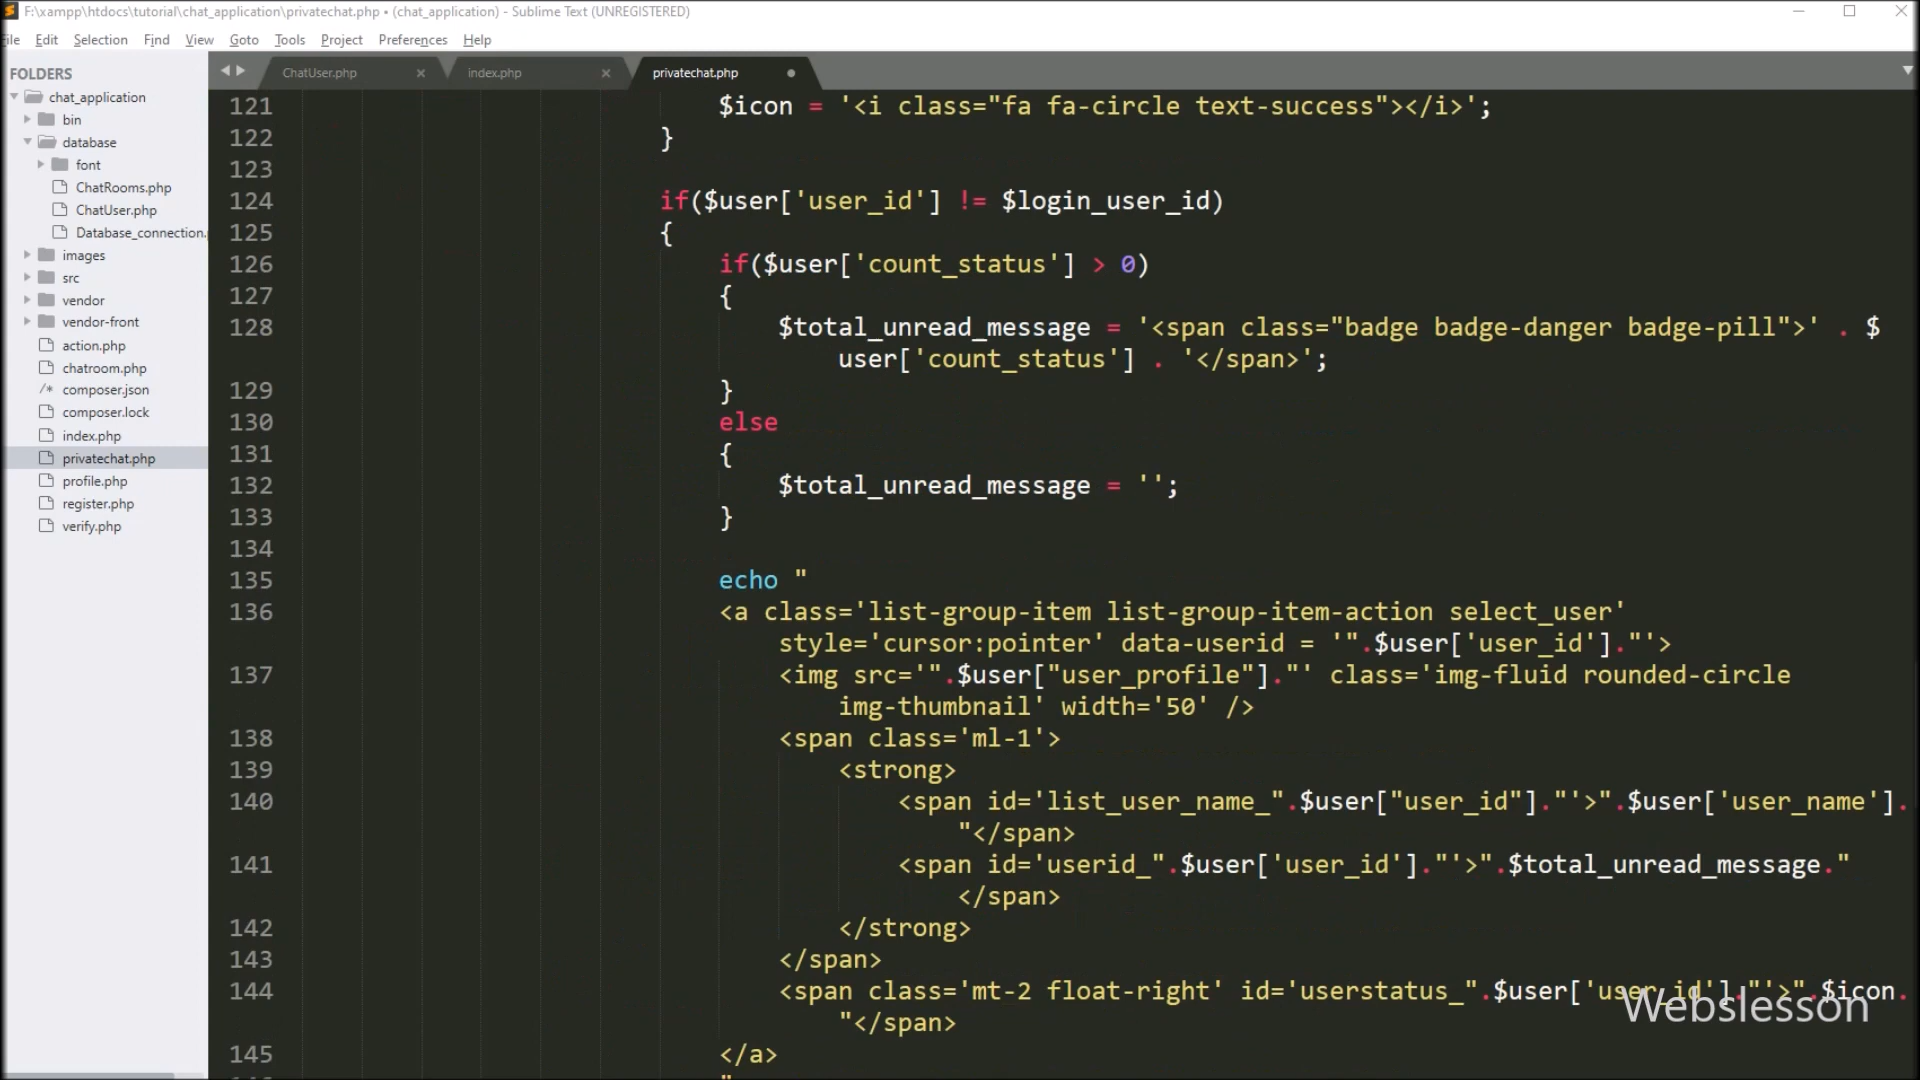 F:\xampp\htdocs\tutorial\chat_application\privatechat.php • (chat_application) - Sublime Text (UNREGISTERED)
ile Edit Selection Find View Goto Tools Project Preferences Help
FOLDERS
chat_application
bin
database
font
ChatRooms.php
ChatUser.php
Database_connection.
images
src
vendor
vendor-front
action.php
chatroom.php
/* composer.json
composer.lock
index.php
privatechat.php
profile.php
register.php
verify.php
ChatUser.php × index.php × privatechat.php
121 $icon = '<i class="fa fa-circle text-success"></i>';
122 }
123
124 if($user['user_id'] != $login_user_id)
125 {
126 if($user['count_status'] > 0)
127 {
128 $total_unread_message = '<span class="badge badge-danger badge-pill">' . $
user['count_status'] . '</span>';
129 }
130 else
131 {
132 $total_unread_message = '';
133 }
134
135 echo "
136 <a class='list-group-item list-group-item-action select_user'
style='cursor:pointer' data-userid = '".$user['user_id']."'>
137 <img src='".$user["user_profile"]."' class='img-fluid rounded-circle
img-thumbnail' width='50' />
138 <span class='ml-1'>
139 <strong>
140 <span id='list_user_name_".$user["user_id"]."'>".$user['user_name'].
"</span>
141 <span id='userid_".$user['user_id']."'>".$total_unread_message."
</span>
142 </strong>
143 </span>
144 <span class='mt-2 float-right' id='userstatus_".$user['user_id']."'>".$icon.
"</span>
145 </a>
"
Webslesson